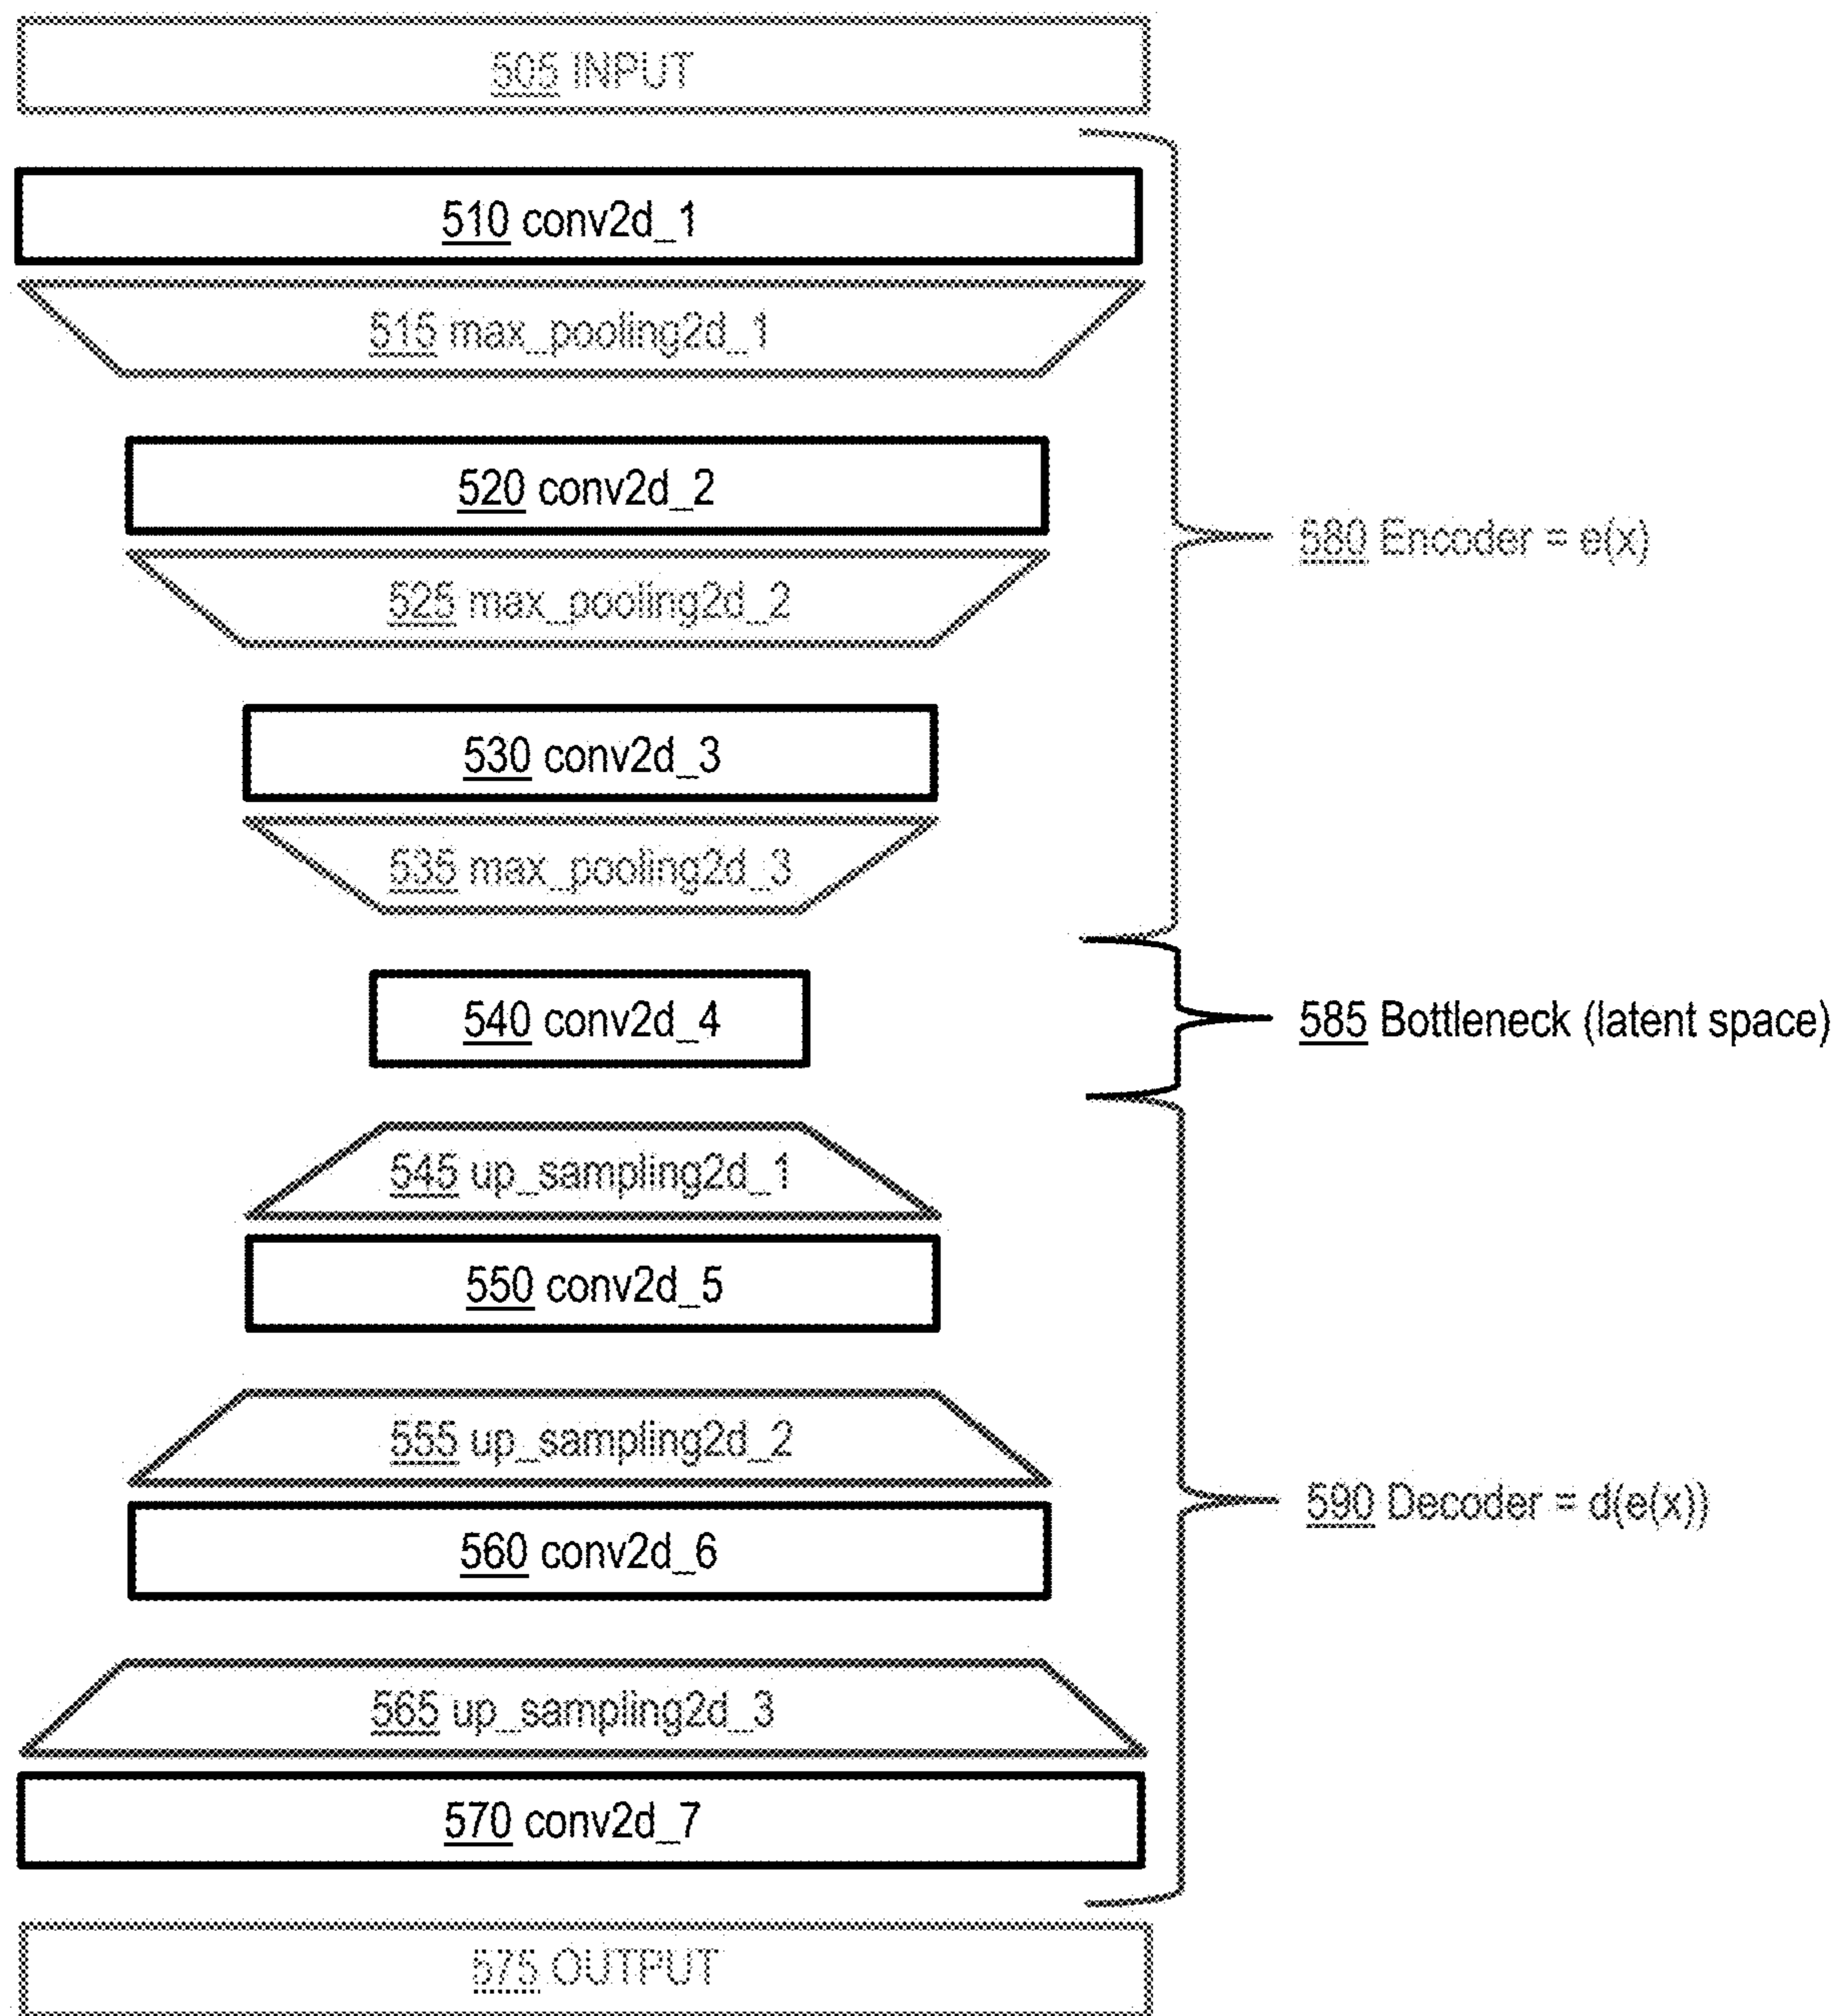 505 INPUT
510 conv2d_1
515 max_pooling2d_1
520 conv2d_2
580 Encoder = e(x)
525 max_pooling2d_2
530 conv2d_3
535 max_pooling2d_3
540 conv2d_4
585 Bottleneck (latent space)
545 up_sampling2d_1
550 conv2d_5
555 up_sampling2d_2
590 Decoder = d(e(x))
560 conv2d_6
565 up_sampling2d_3
570 conv2d_7
575 OUTPUT